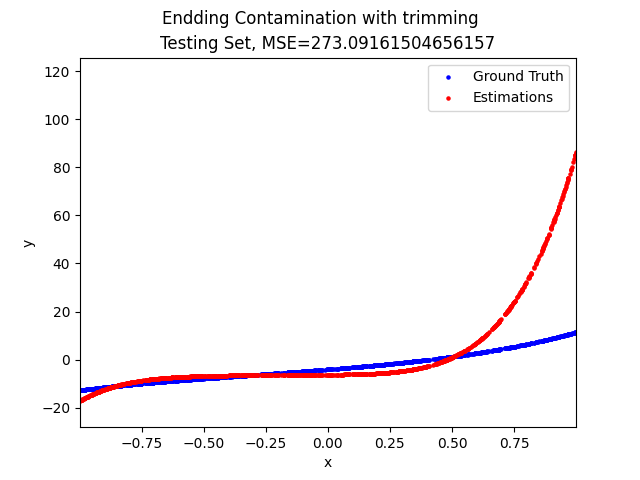 Endding Contamination with trimming
Testing Set, MSE=273.09161504656157
Ground Truth
Estimations
120
100
80
60
40
20
0
−20
y
−0.75 −0.50 −0.25 0.00 0.25 0.50 0.75
x